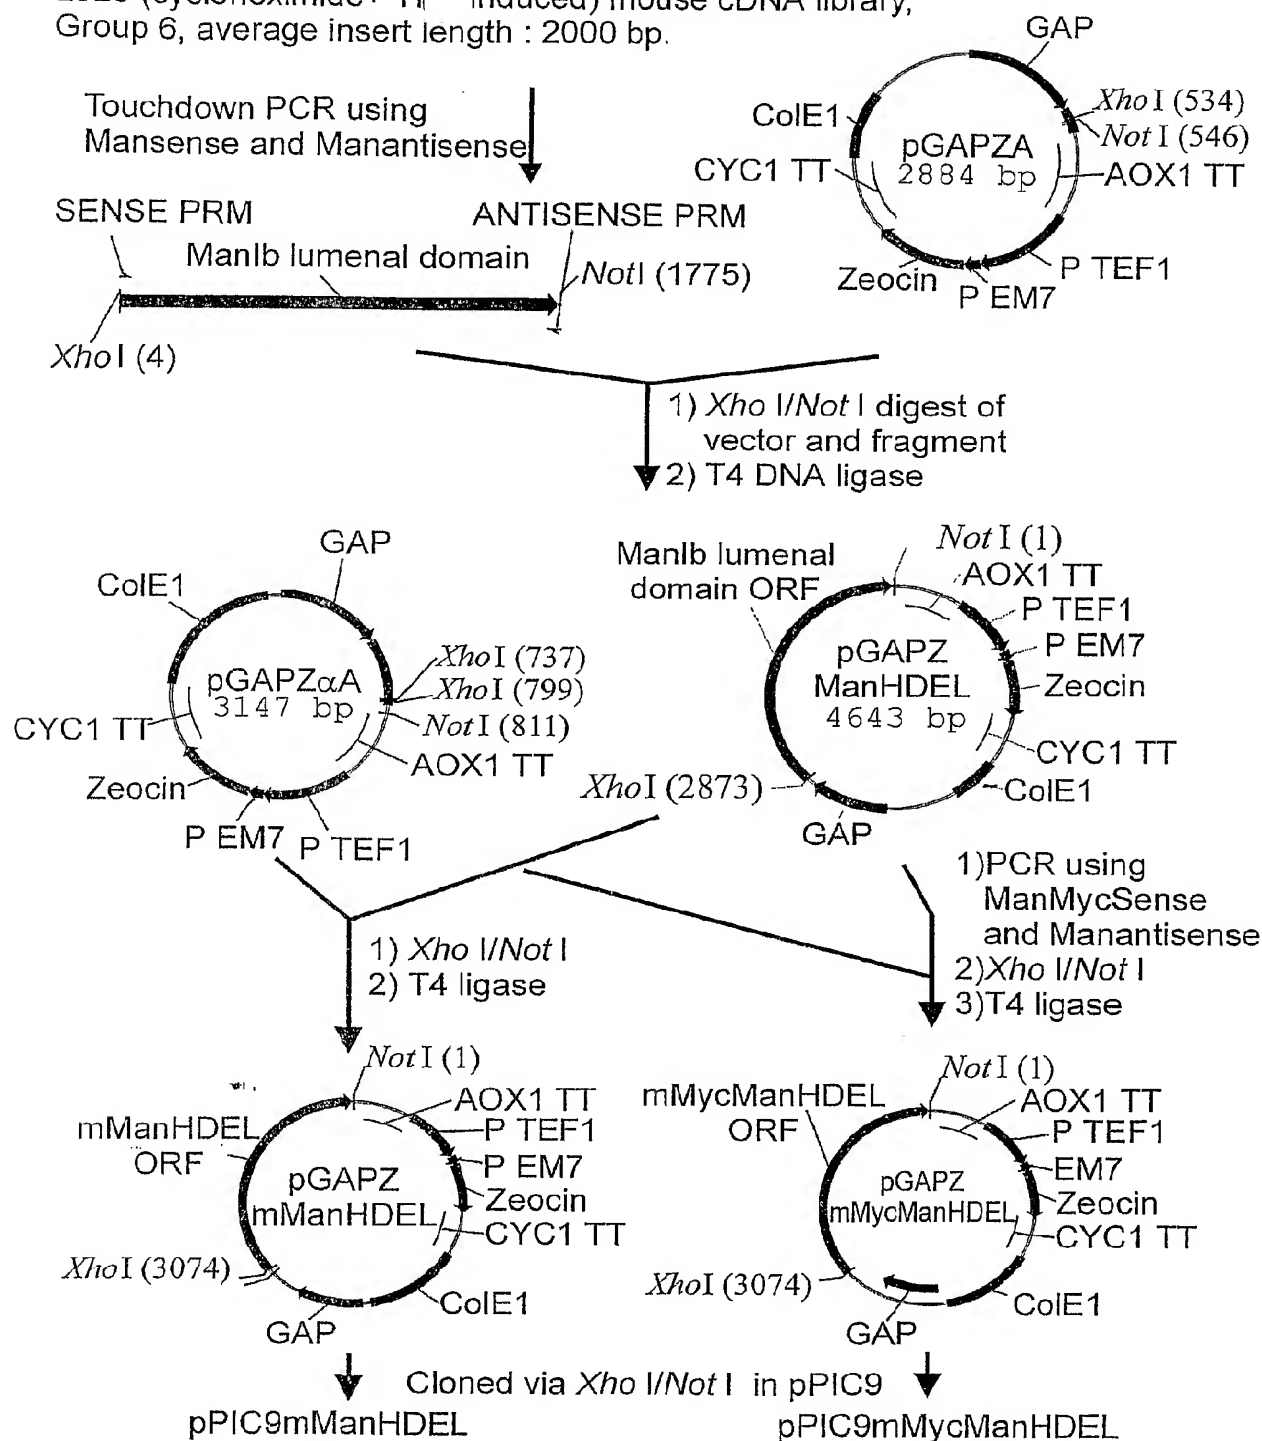 Group 6, average insert length : 2000 bp.
GAP
Touchdown PCR using
Mansense and Manantisense
ColE1
XhoI (534)
NotI (546)
pGAPZA
2884 bp
CYC1 TT
AOX1 TT
SENSE PRM
ANTISENSE PRM
ManIb lumenal domain
NotI (1775)
Zeocin
P EM7
P TEF1
XhoI (4)
1) Xho I/Not I digest of
vector and fragment
2) T4 DNA ligase
GAP
ColE1
pGAPZαA
3147 bp
XhoI (737)
XhoI (799)
NotI (811)
CYC1 TT
AOX1 TT
Zeocin
P EM7
P TEF1
ManIb lumenal
domain ORF
NotI (1)
AOX1 TT
P TEF1
P EM7
pGAPZ
ManHDEL
4643 bp
Zeocin
CYC1 TT
XhoI (2873)
ColE1
GAP
1) Xho I/Not I
2) T4 ligase
1)PCR using
ManMycSense
and Manantisense
2)Xho I/Not I
3)T4 ligase
NotI (1)
mManHDEL
ORF
AOX1 TT
P TEF1
P EM7
pGAPZ
mManHDEL
Zeocin
CYC1 TT
XhoI (3074)
ColE1
GAP
NotI (1)
mMycManHDEL
ORF
AOX1 TT
P TEF1
EM7
pGAPZ
mMycManHDEL
Zeocin
CYC1 TT
XhoI (3074)
ColE1
GAP
Cloned via Xho I/Not I in pPIC9
pPIC9mManHDEL
pPIC9mMycManHDEL